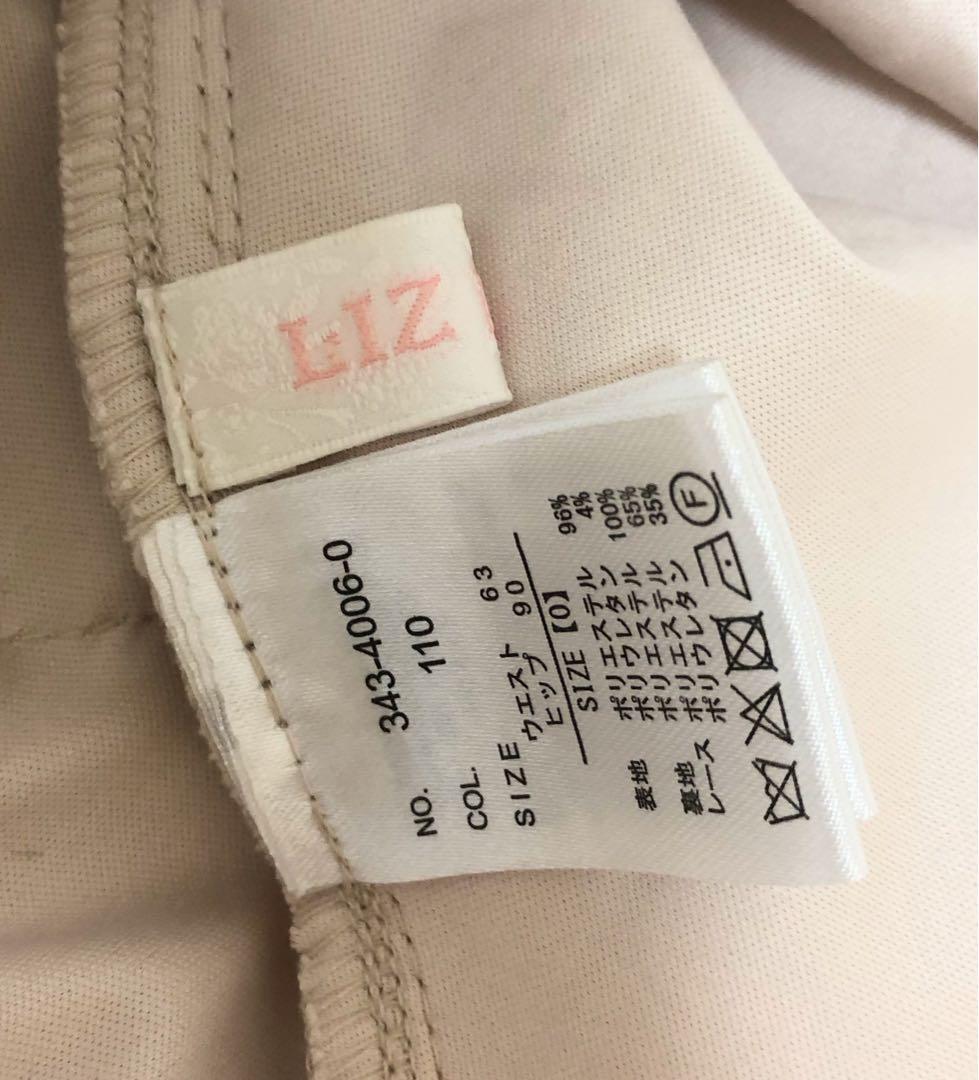 LIZ
NO. 343-4006-0
COL. 110
SIZE
ウエスト 63
ヒップ 90
SIZE 【0】
表地 ポリエステル 96%
ポリウレタン 4%
裏地 ポリエステル 100%
レース ポリエステル 65%
ポリウレタン 35%
F